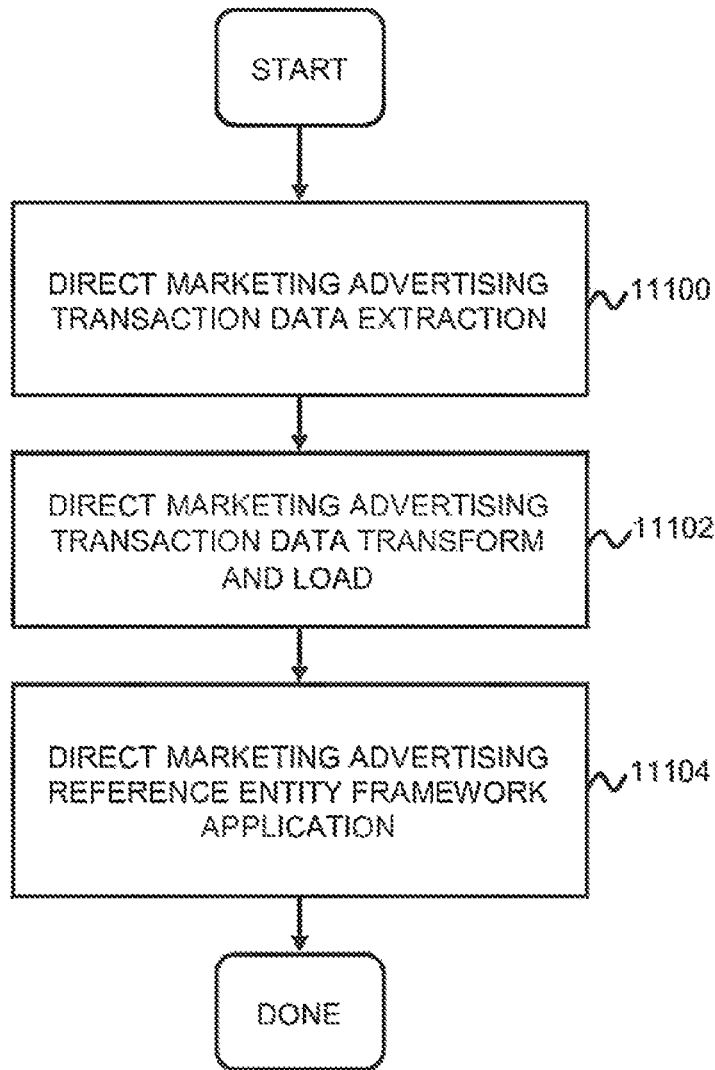 START
DIRECT MARKETING ADVERTISING
TRANSACTION DATA EXTRACTION
11100
DIRECT MARKETING ADVERTISING
TRANSACTION DATA TRANSFORM
AND LOAD
11102
DIRECT MARKETING ADVERTISING
REFERENCE ENTITY FRAMEWORK
APPLICATION
11104
DONE